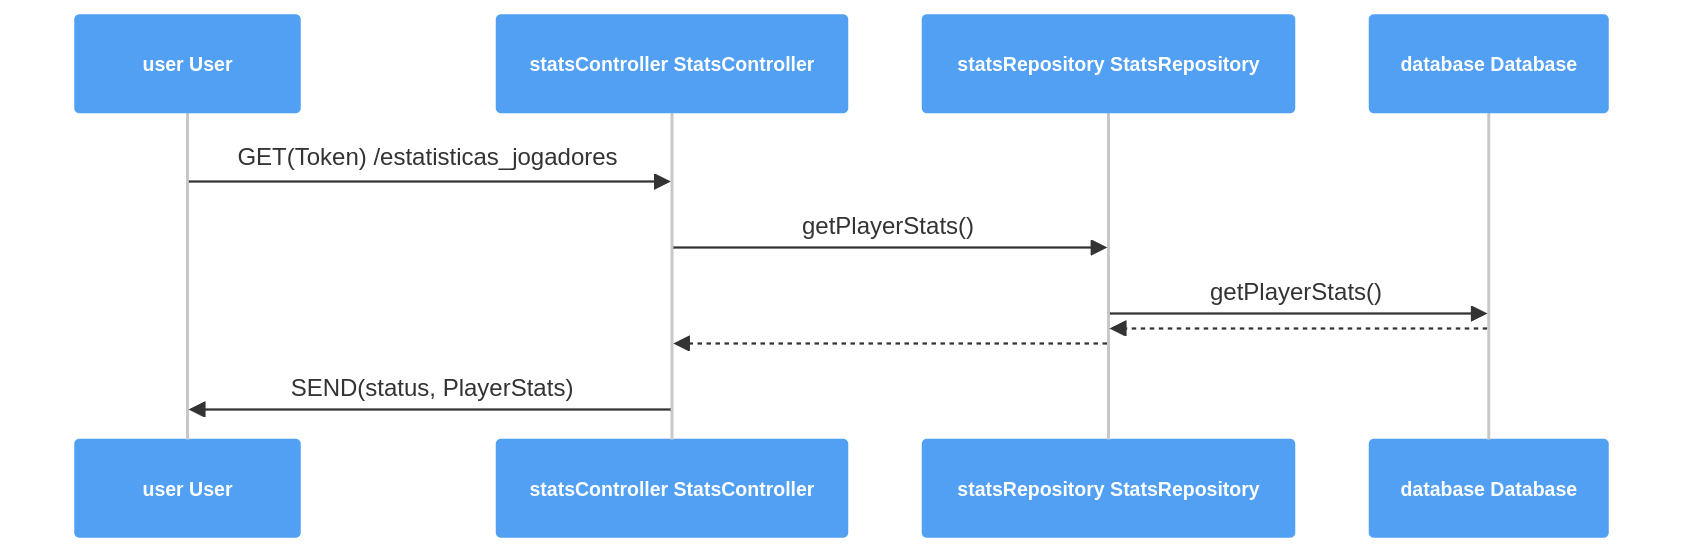 user User
statsController StatsController
statsRepository StatsRepository
database Database
GET(Token) /estatisticas_jogadores
getPlayerStats()
getPlayerStats()
SEND(status, PlayerStats)
user User
statsController StatsController
statsRepository StatsRepository
database Database